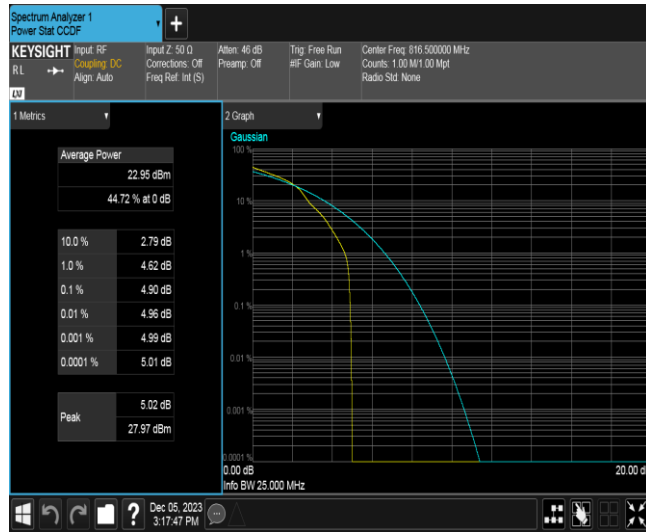 Spectrum Analyzer 1
Power Stat CCDF
KEYSIGHT
RL
LXI
Input: RF
Coupling: DC
Align: Auto
Input Z: 50 Ω
Corrections: Off
Freq Ref: Int (S)
Atten: 46 dB
Preamp: Off
Trig: Free Run
#IF Gain: Low
Center Freq: 816.500000 MHz
Counts: 1.00 M/1.00 Mpt
Radio Std: None
1 Metrics
Average Power
22.95 dBm
44.72 % at 0 dB
10.0 % 2.79 dB
1.0 % 4.62 dB
0.1 % 4.90 dB
0.01 % 4.96 dB
0.001 % 4.99 dB
0.0001 % 5.01 dB
Peak
5.02 dB
27.97 dBm
2 Graph
Gaussian
100 %
10 %
1 %
0.1 %
0.01 %
0.001 %
0.0001 %
0.00 dB
20.00 d
Info BW 25.000 MHz
?
Dec 05, 2023
3:17:47 PM